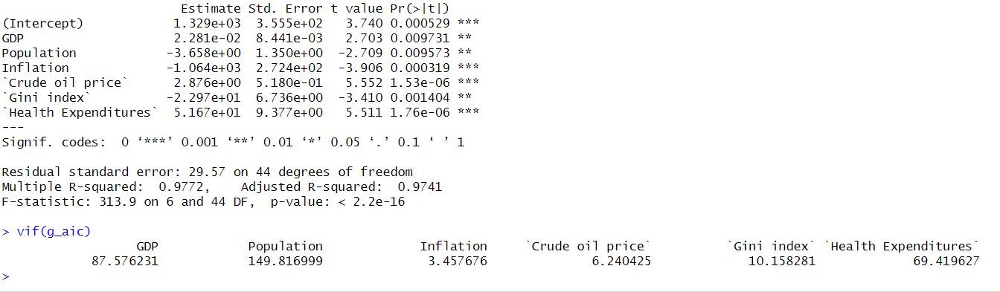 Estimate Std. Error t value Pr(>|t|)
(Intercept) 1.329e+03 3.555e+02 3.740 0.000529 ***
GDP 2.281e-02 8.441e-03 2.703 0.009731 **
Population -3.658e+00 1.350e+00 -2.709 0.009573 **
Inflation -1.064e+03 2.724e+02 -3.906 0.000319 ***
`Crude oil price` 2.876e+00 5.180e-01 5.552 1.53e-06 ***
`Gini index` -2.297e+01 6.736e+00 -3.410 0.001404 **
`Health Expenditures` 5.167e+01 9.377e+00 5.511 1.76e-06 ***
---
Signif. codes: 0 ‘***’ 0.001 ‘**’ 0.01 ‘*’ 0.05 ‘.’ 0.1 ‘ ’ 1
Residual standard error: 29.57 on 44 degrees of freedom
Multiple R-squared: 0.9772, Adjusted R-squared: 0.9741
F-statistic: 313.9 on 6 and 44 DF, p-value: < 2.2e-16
> vif(g_aic)
GDP Population Inflation `Crude oil price` `Gini index` `Health Expenditures`
87.576231 149.816999 3.457676 6.240425 10.158281 69.419627
>